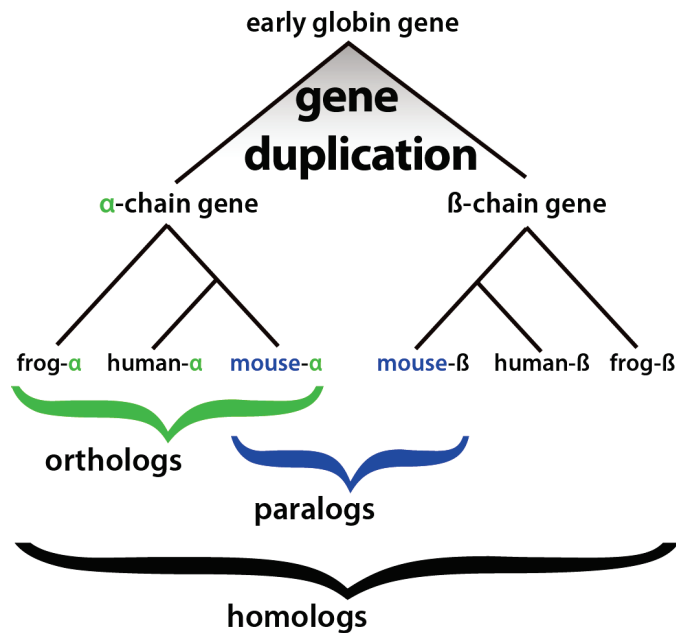 early globin gene
gene
duplication
α-chain gene ß-chain gene
frog-α human-α mouse-α mouse-ß human-ß frog-ß
orthologs
paralogs
homologs